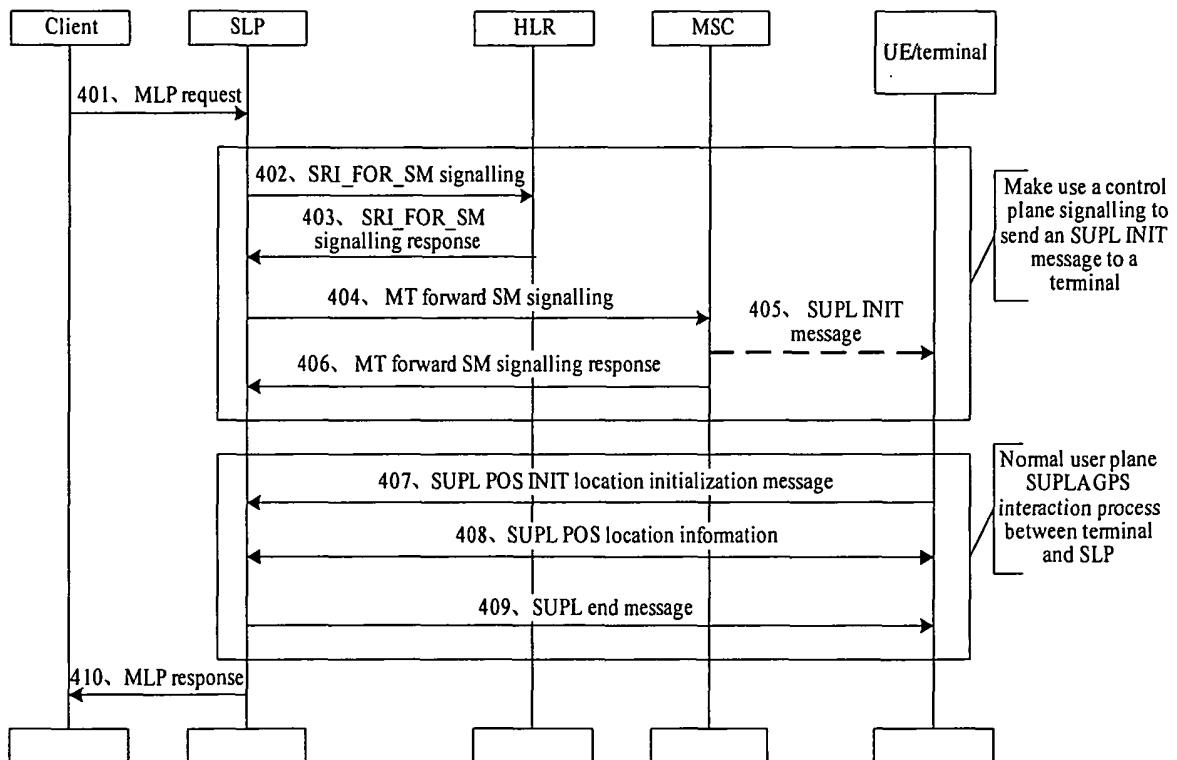 Client
SLP
HLR
MSC
UE/terminal
401、 MLP request
402、SRI_FOR_SM signalling
403、 SRI_FOR_SM
signalling response
404、 MT forward SM signalling
405、 SUPL INIT
message
406、 MT forward SM signalling response
Make use a control
plane signalling to
send an SUPL INIT
message to a
terminal
407、SUPL POS INIT location initialization message
408、SUPL POS location information
409、SUPL end message
Normal user plane
SUPLAGPS
interaction process
between terminal
and SLP
410、MLP response